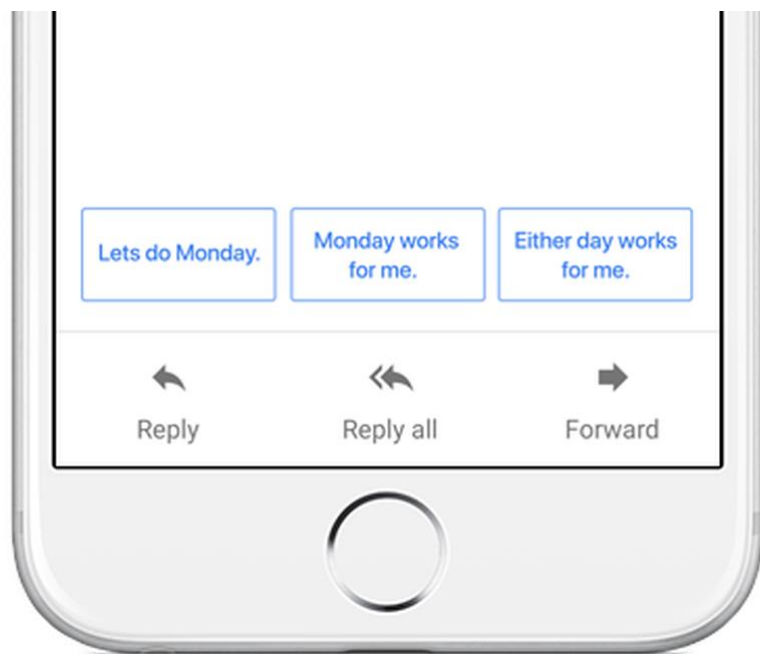 Lets do Monday.
Monday works
for me.
Either day works
for me.
Reply
Reply all
Forward